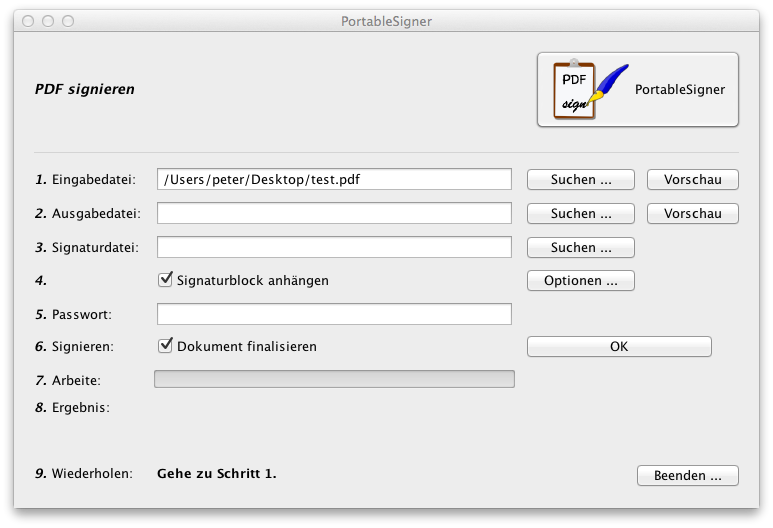 PortableSigner
PDF signieren
PDF
sign
PortableSigner
1. Eingabedatei: /Users/peter/Desktop/test.pdf Suchen ... Vorschau
2. Ausgabedatei: Suchen ... Vorschau
3. Signaturdatei: Suchen ...
4. Signaturblock anhängen Optionen ...
5. Passwort:
6. Signieren: Dokument finalisieren OK
7. Arbeite:
8. Ergebnis:
9. Wiederholen: Gehe zu Schritt 1. Beenden ...